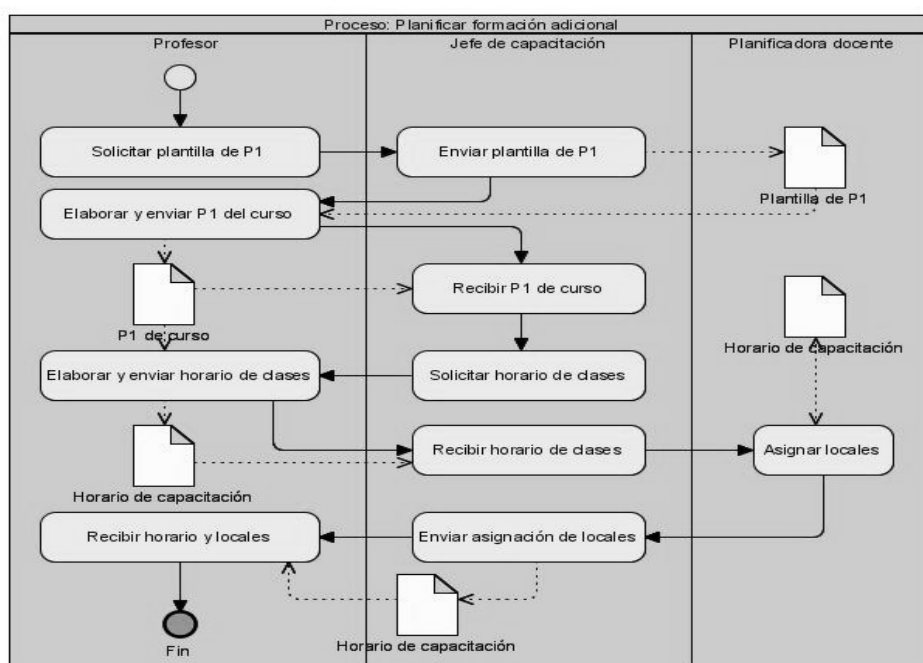 Proceso: Planificar formación adicional
Profesor
Jefe de capacitación
Planificadora docente
Solicitar plantilla de P1
Enviar plantilla de P1
Plantilla de P1
Elaborar y enviar P1 del curso
P1 de curso
Recibir P1 de curso
Horario de capacitación
Elaborar y enviar horario de clases
Solicitar horario de clases
Horario de capacitación
Recibir horario de clases
Asignar locales
Recibir horario y locales
Enviar asignación de locales
Horario de capacitación
Fin